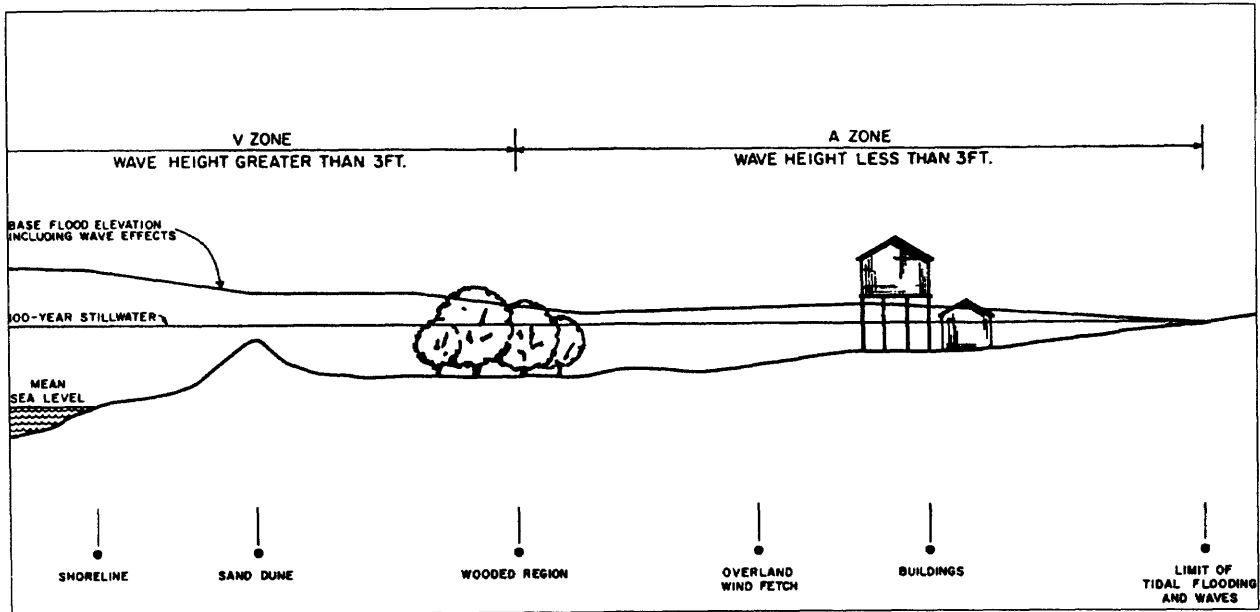 V ZONE
WAVE HEIGHT GREATER THAN 3FT.
A ZONE
WAVE HEIGHT LESS THAN 3FT.
BASE FLOOD ELEVATION
INCLUDING WAVE EFFECTS
100-YEAR STILLWATER
MEAN
SEA LEVEL
SHORELINE
SAND DUNE
WOODED REGION
OVERLAND
WIND FETCH
BUILDINGS
LIMIT OF
TIDAL FLOODING
AND WAVES